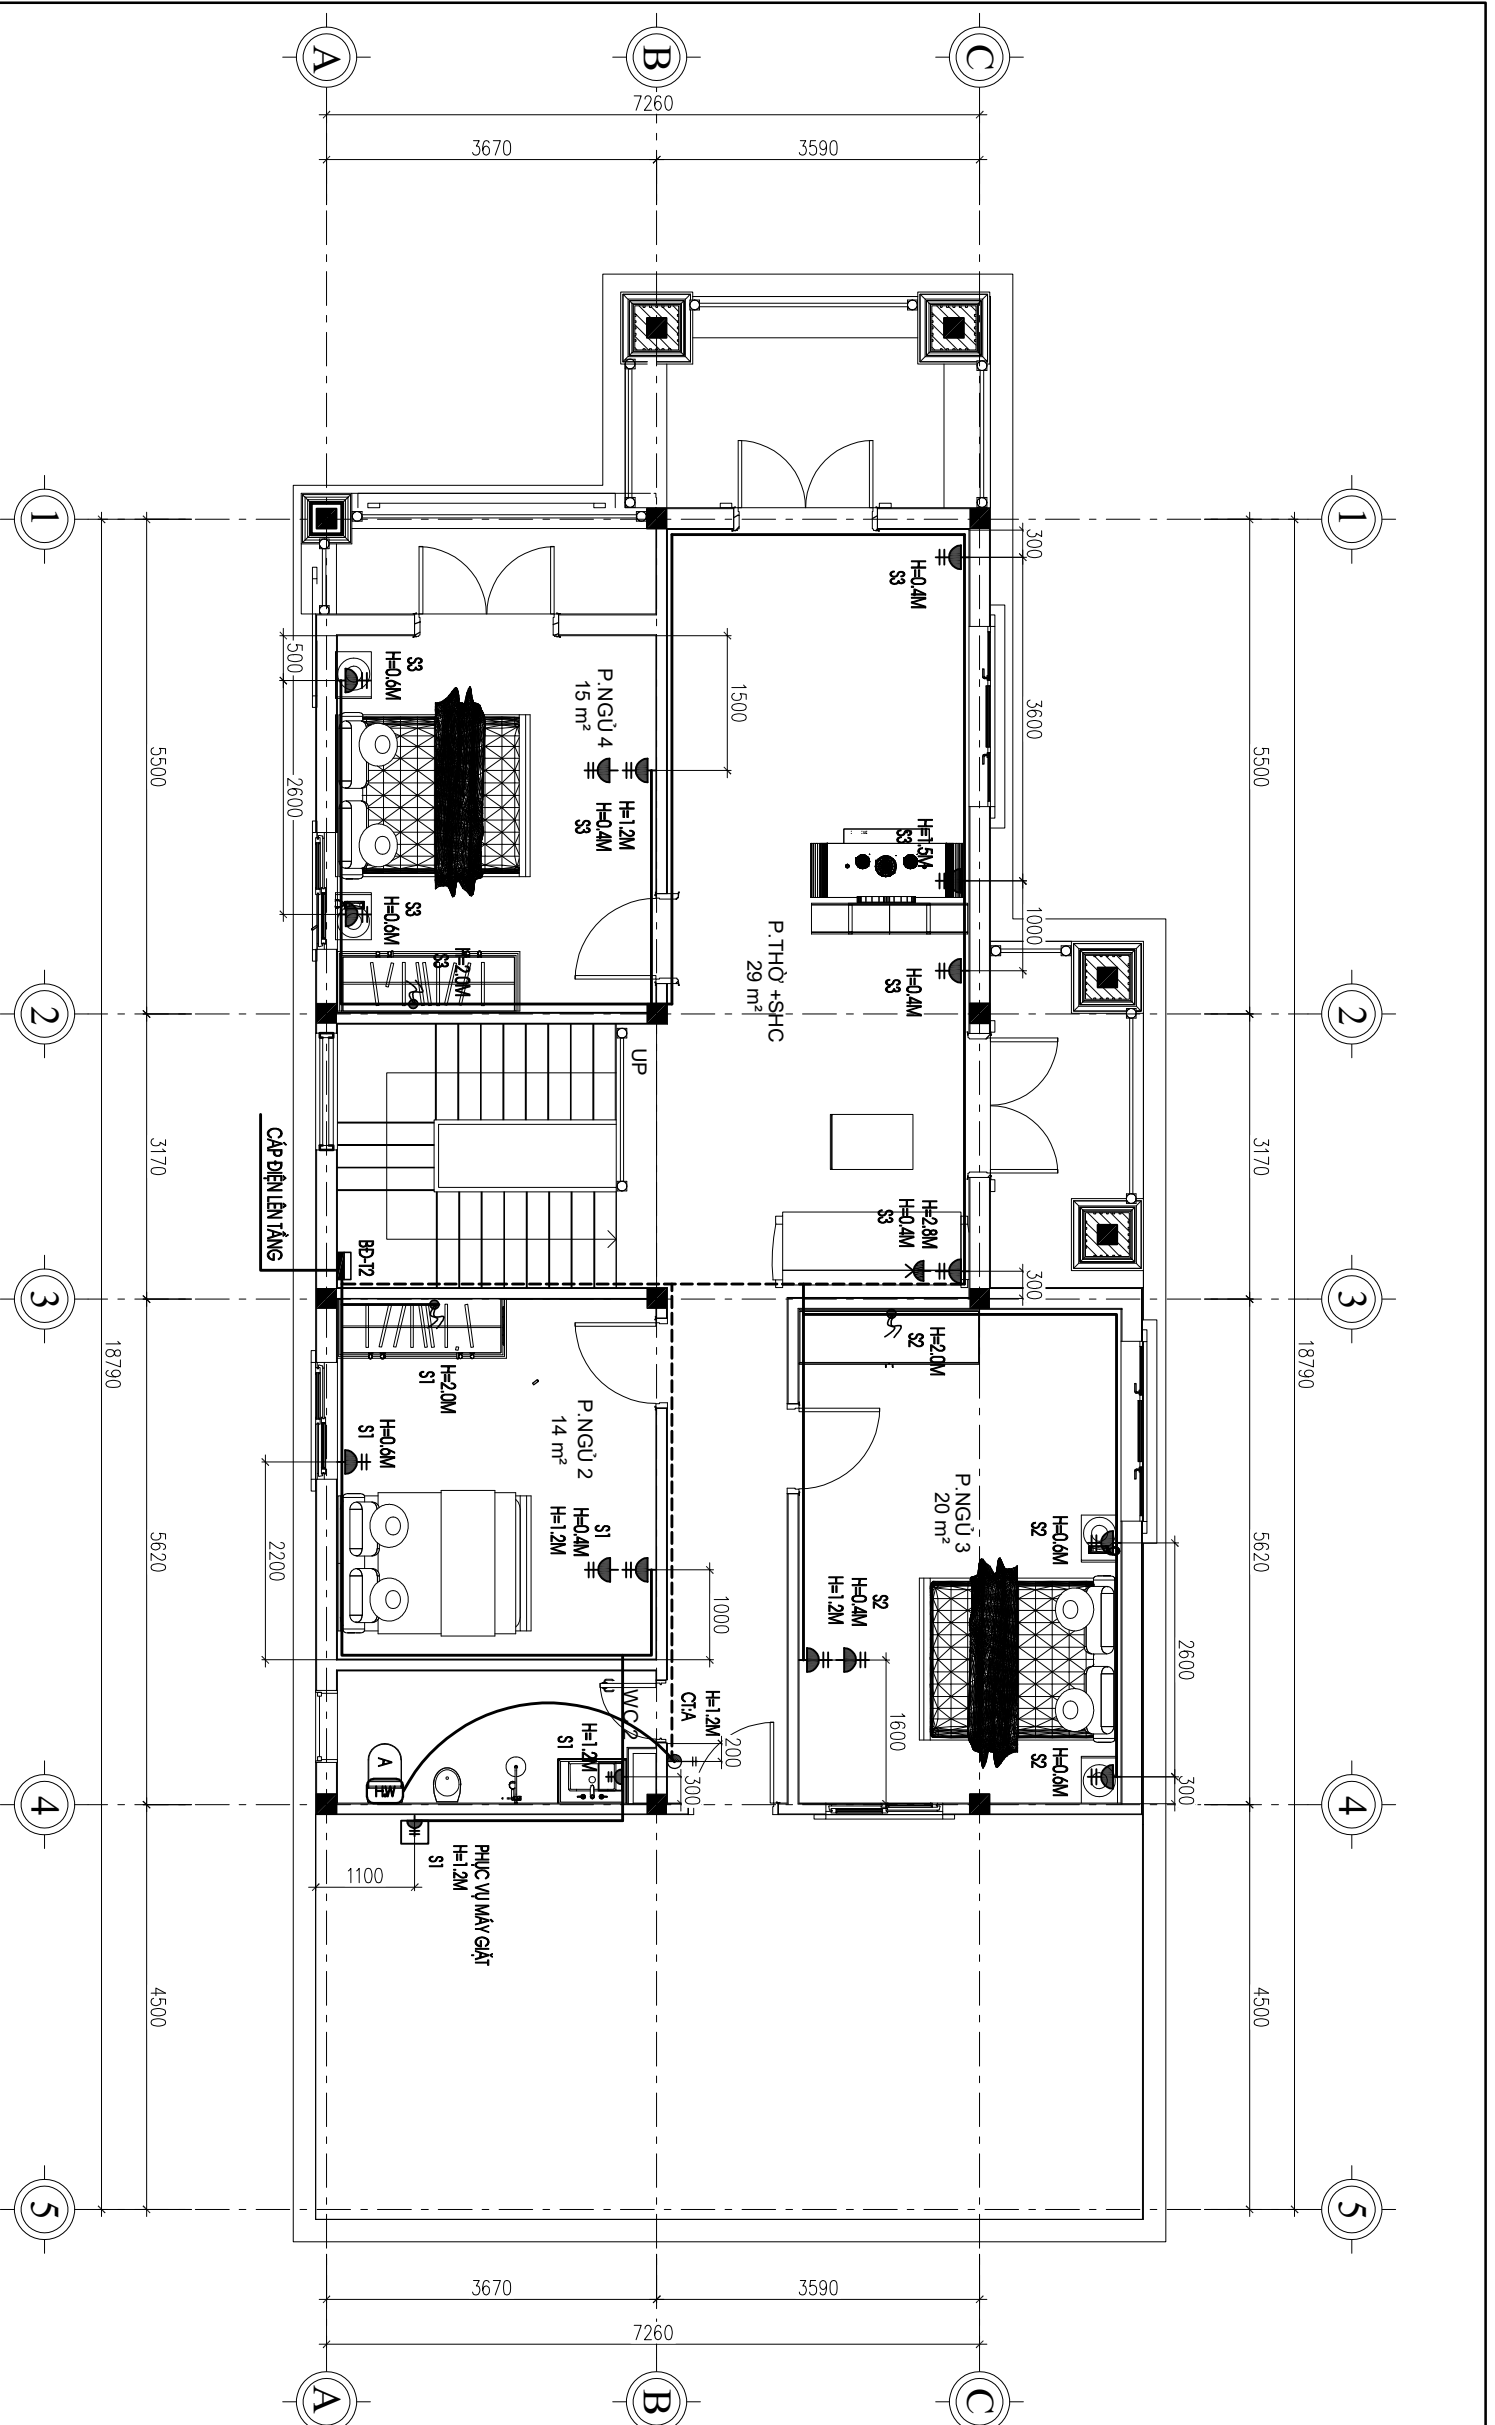 A
B
C
7260
3670
3590
1
1
300
H=0.4M
S3
3600
5500
5500
500
S3
H=0.6M
P.NGỦ 4
15 m²
1500
2600
H=1.2M
H=0.4M
S3
H=1.5M
S3
S3
H=0.6M
1000
P.THỜ +SHC
29 m²
H=0.4M
S3
H=2.0M
S3
2
2
UP
3170
3170
CẤP ĐIỆN LÊN TẦNG
BĐ-T2
H=2.8M
H=0.4M
S3
300
3
3
18790
18790
H=2.0M
S2
H=2.0M
S1
H=0.6M
S1
P.NGỦ 2
14 m²
S1
H=0.4M
H=1.2M
P.NGỦ 3
20 m²
H=0.6M
S2
5620
5620
2200
1000
S2
H=0.4M
H=1.2M
2600
H=1.2M
CT:A
WC2
200
1600
H=1.2M
S1
300
H=0.6M
S2
300
A
HW
4
4
PHỤC VỤ MÁY GIẶT
H=1.2M
S1
1100
4500
4500
5
5
3670
3590
7260
A
B
C